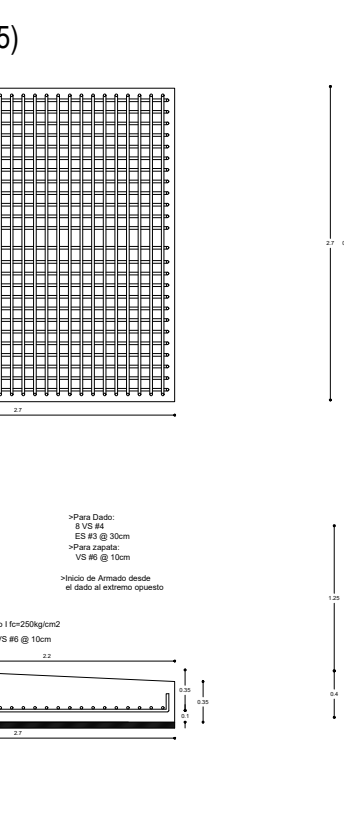 5)
2.7
2.7
>Para Dado:
8 VS #4
ES #3 @ 30cm
>Para zapata:
VS #6 @ 10cm
>Inicio de Armado desde
el dado al extremo opuesto
1.25
o I fc=250kg/cm2
VS #6 @ 10cm
2.2
0.35
0.35
0.4
0.1
2.7